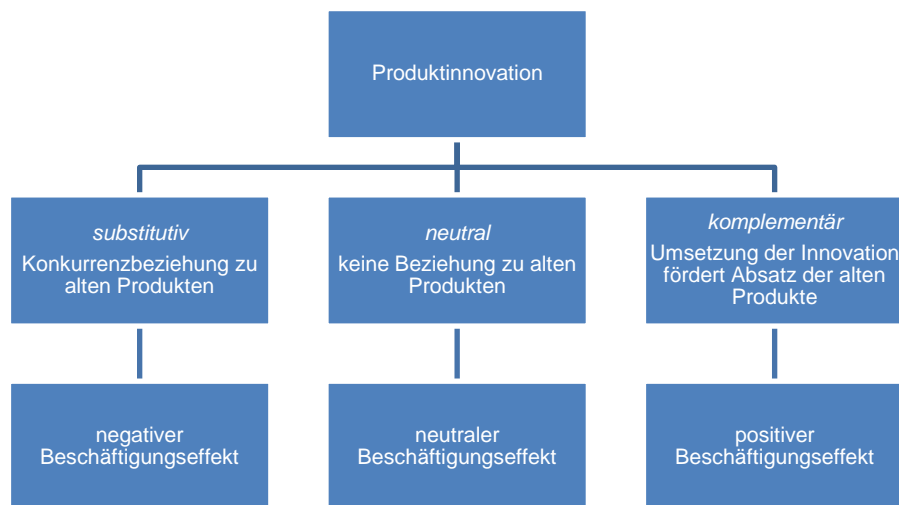 Produktinnovation
substitutiv
Konkurrenzbeziehung zu
alten Produkten
neutral
keine Beziehung zu alten
Produkten
komplementär
Umsetzung der Innovation
fördert Absatz der alten
Produkte
negativer
Beschäftigungseffekt
neutraler
Beschäftigungseffekt
positiver
Beschäftigungseffekt